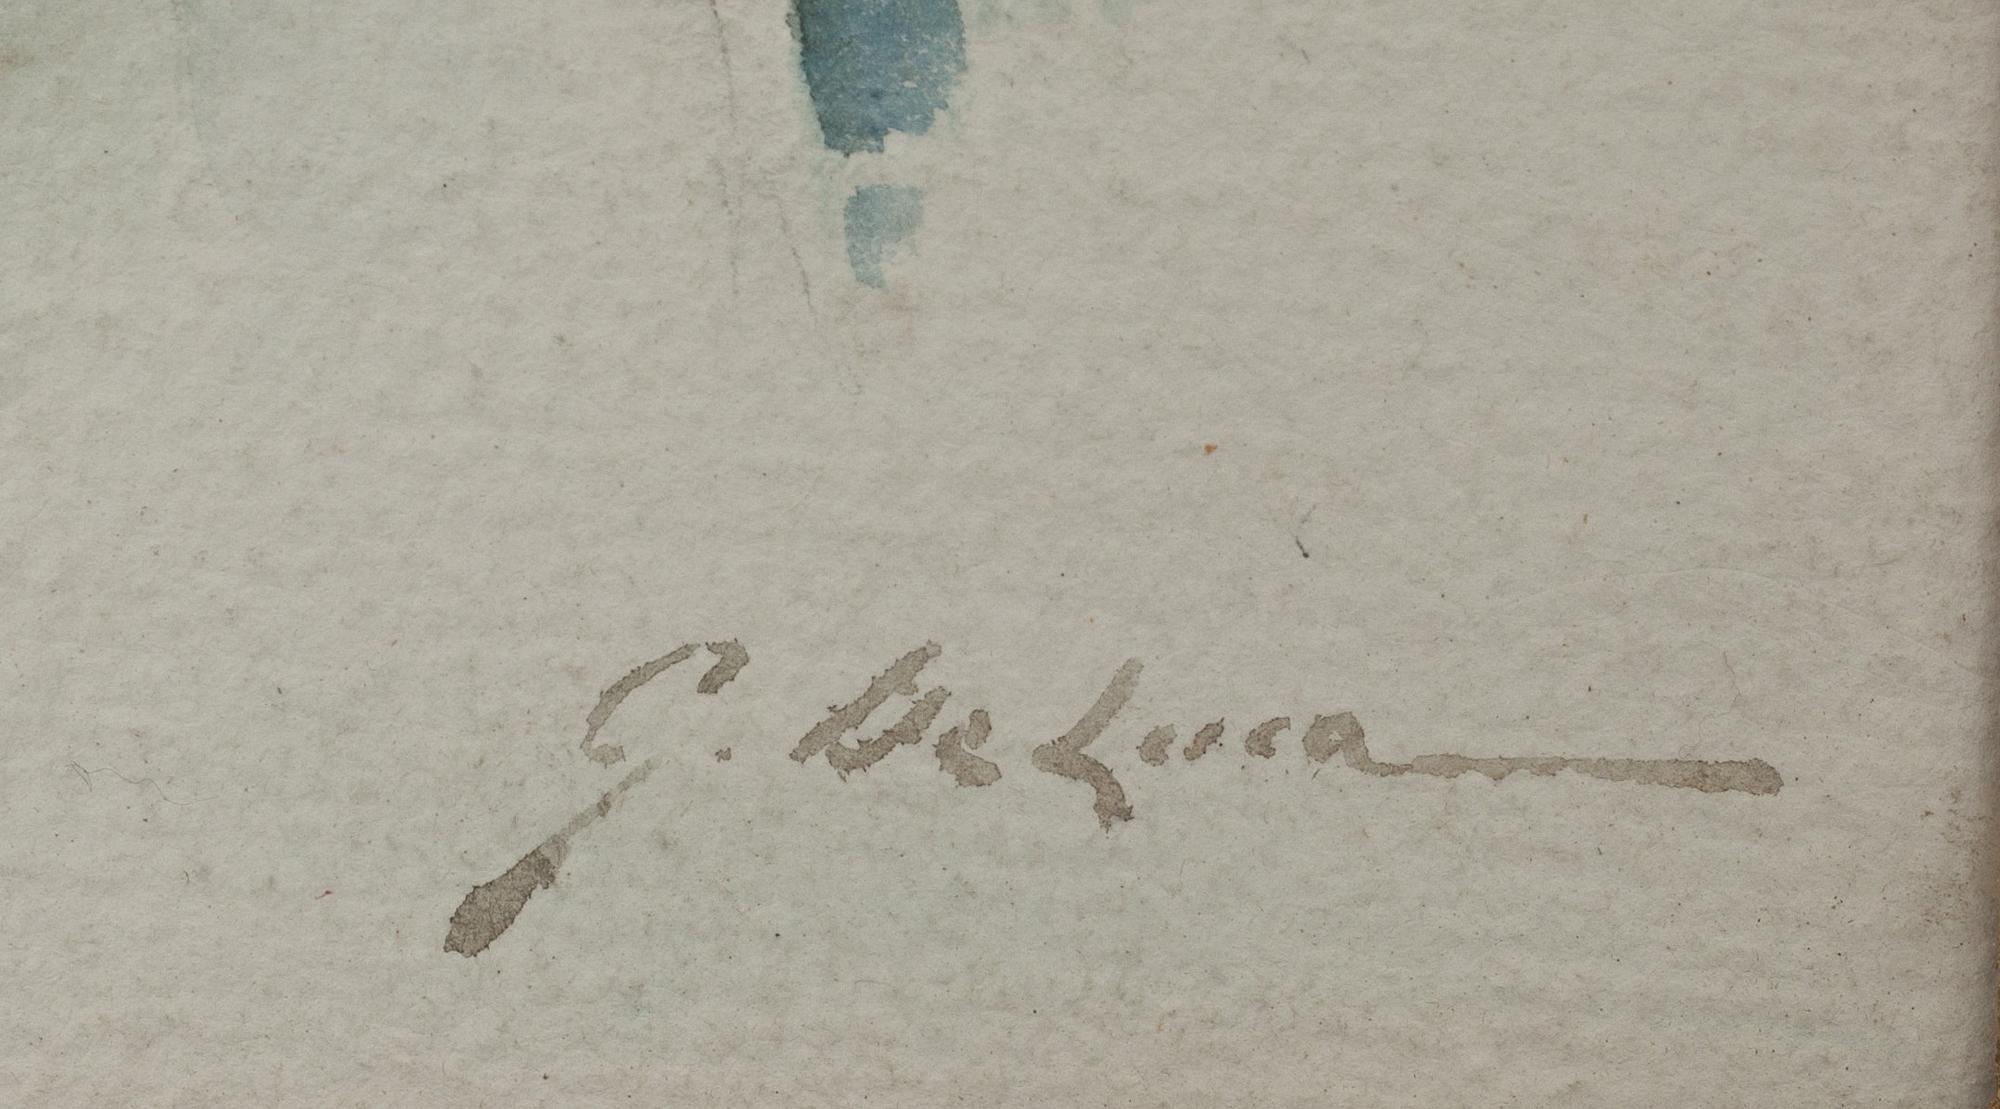 G. De Luca